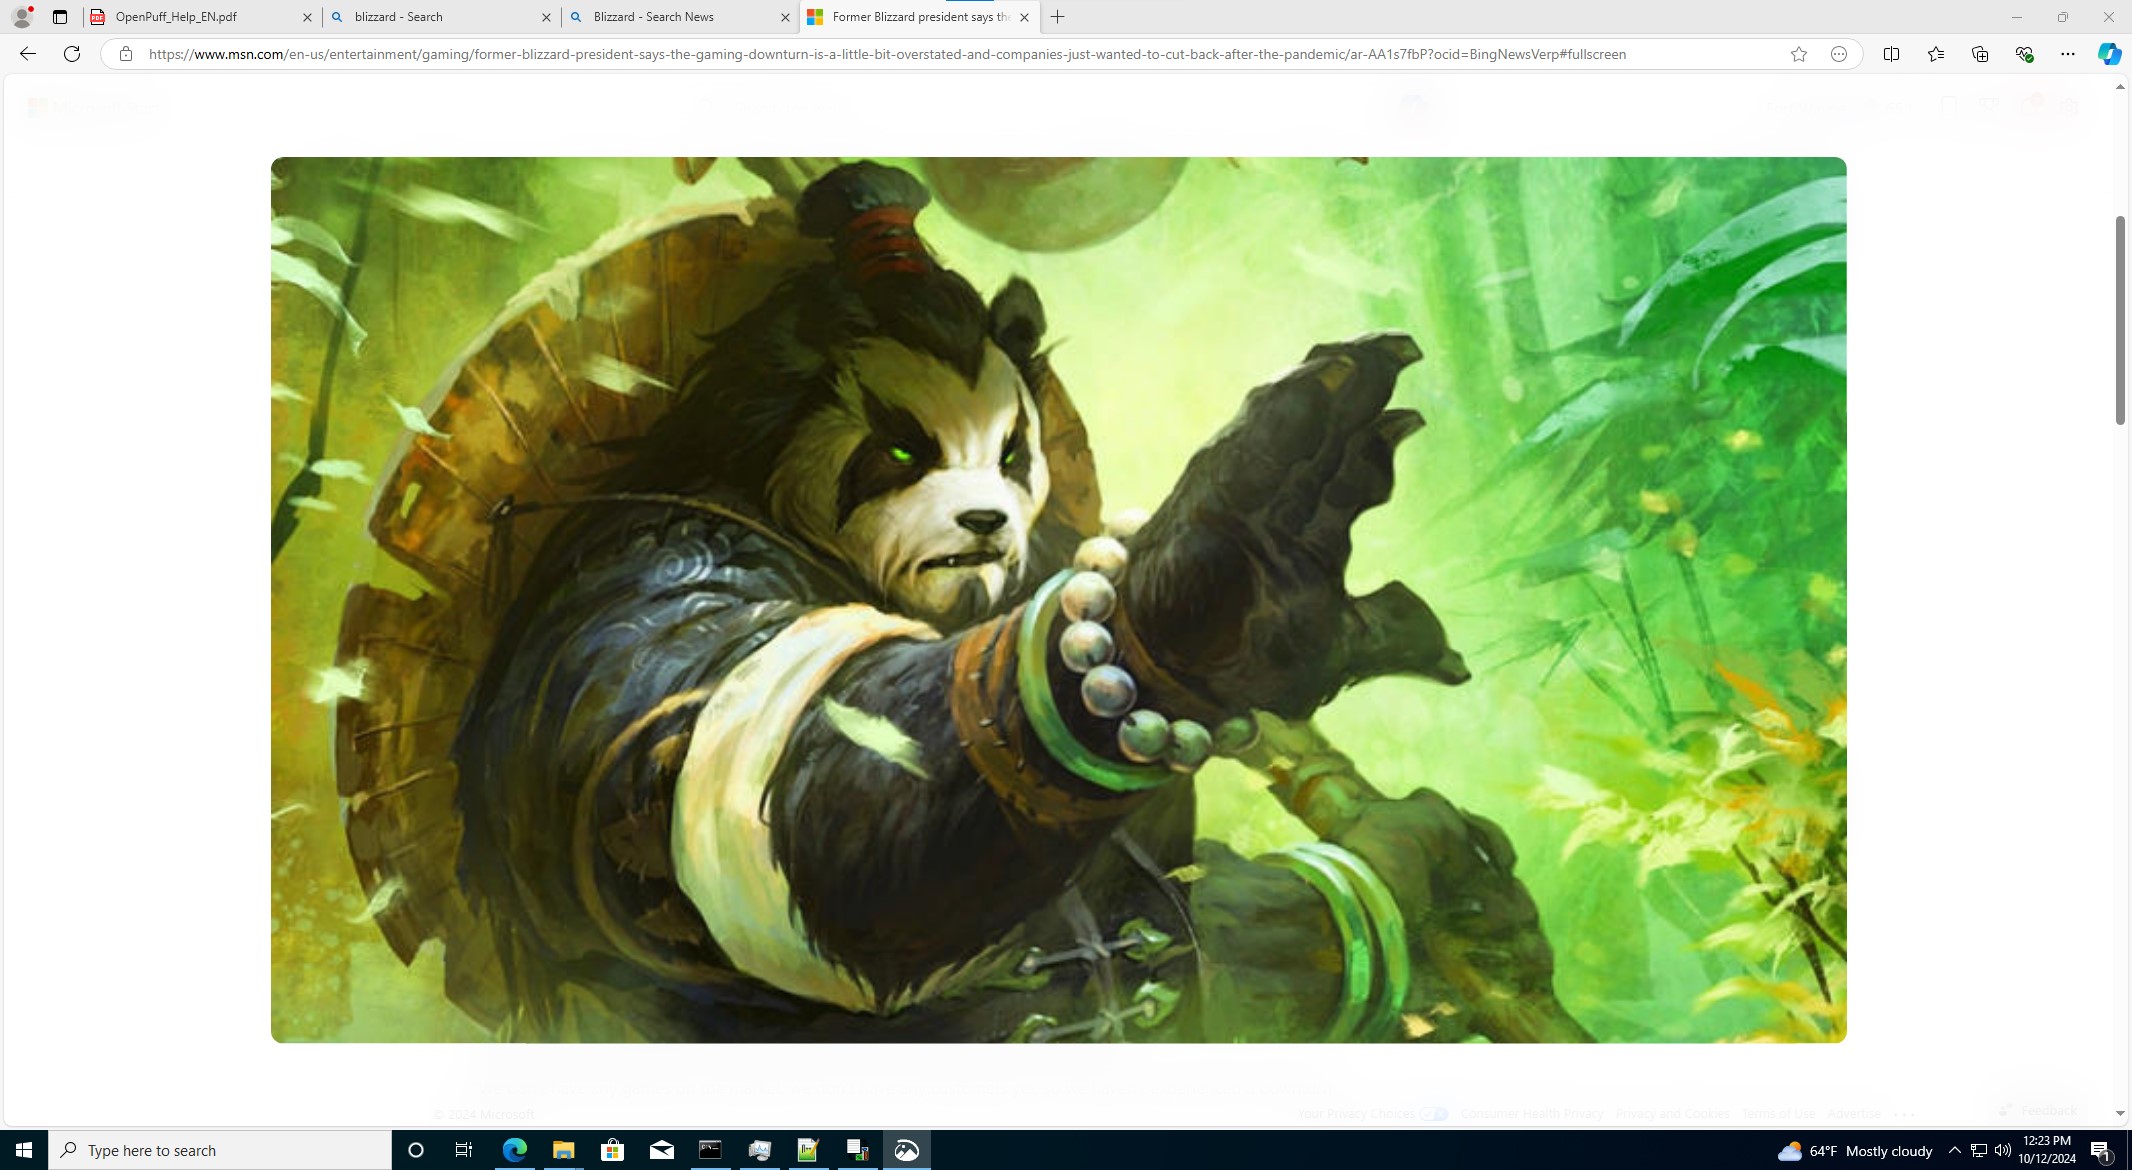 OpenPuff_Help_EN.pdf
blizzard - Search
Blizzard - Search News
Former Blizzard president says th
https://www.msn.com/en-us/entertainment/gaming/former-blizzard-president-says-the-gaming-downturn-is-a-little-bit-overstated-and-companies-just-wanted-to-cut-back-after-the-pandemic/ar-AA1s7fbP?ocid=BingNewsVerp#fullscreen
© 2024 Microsoft
Your Privacy Choices
Consumer Health Privacy
Privacy and Cookies
Terms of Use
Advertise
Feedback
Type here to search
64°F Mostly cloudy
12:23 PM
10/12/2024
1